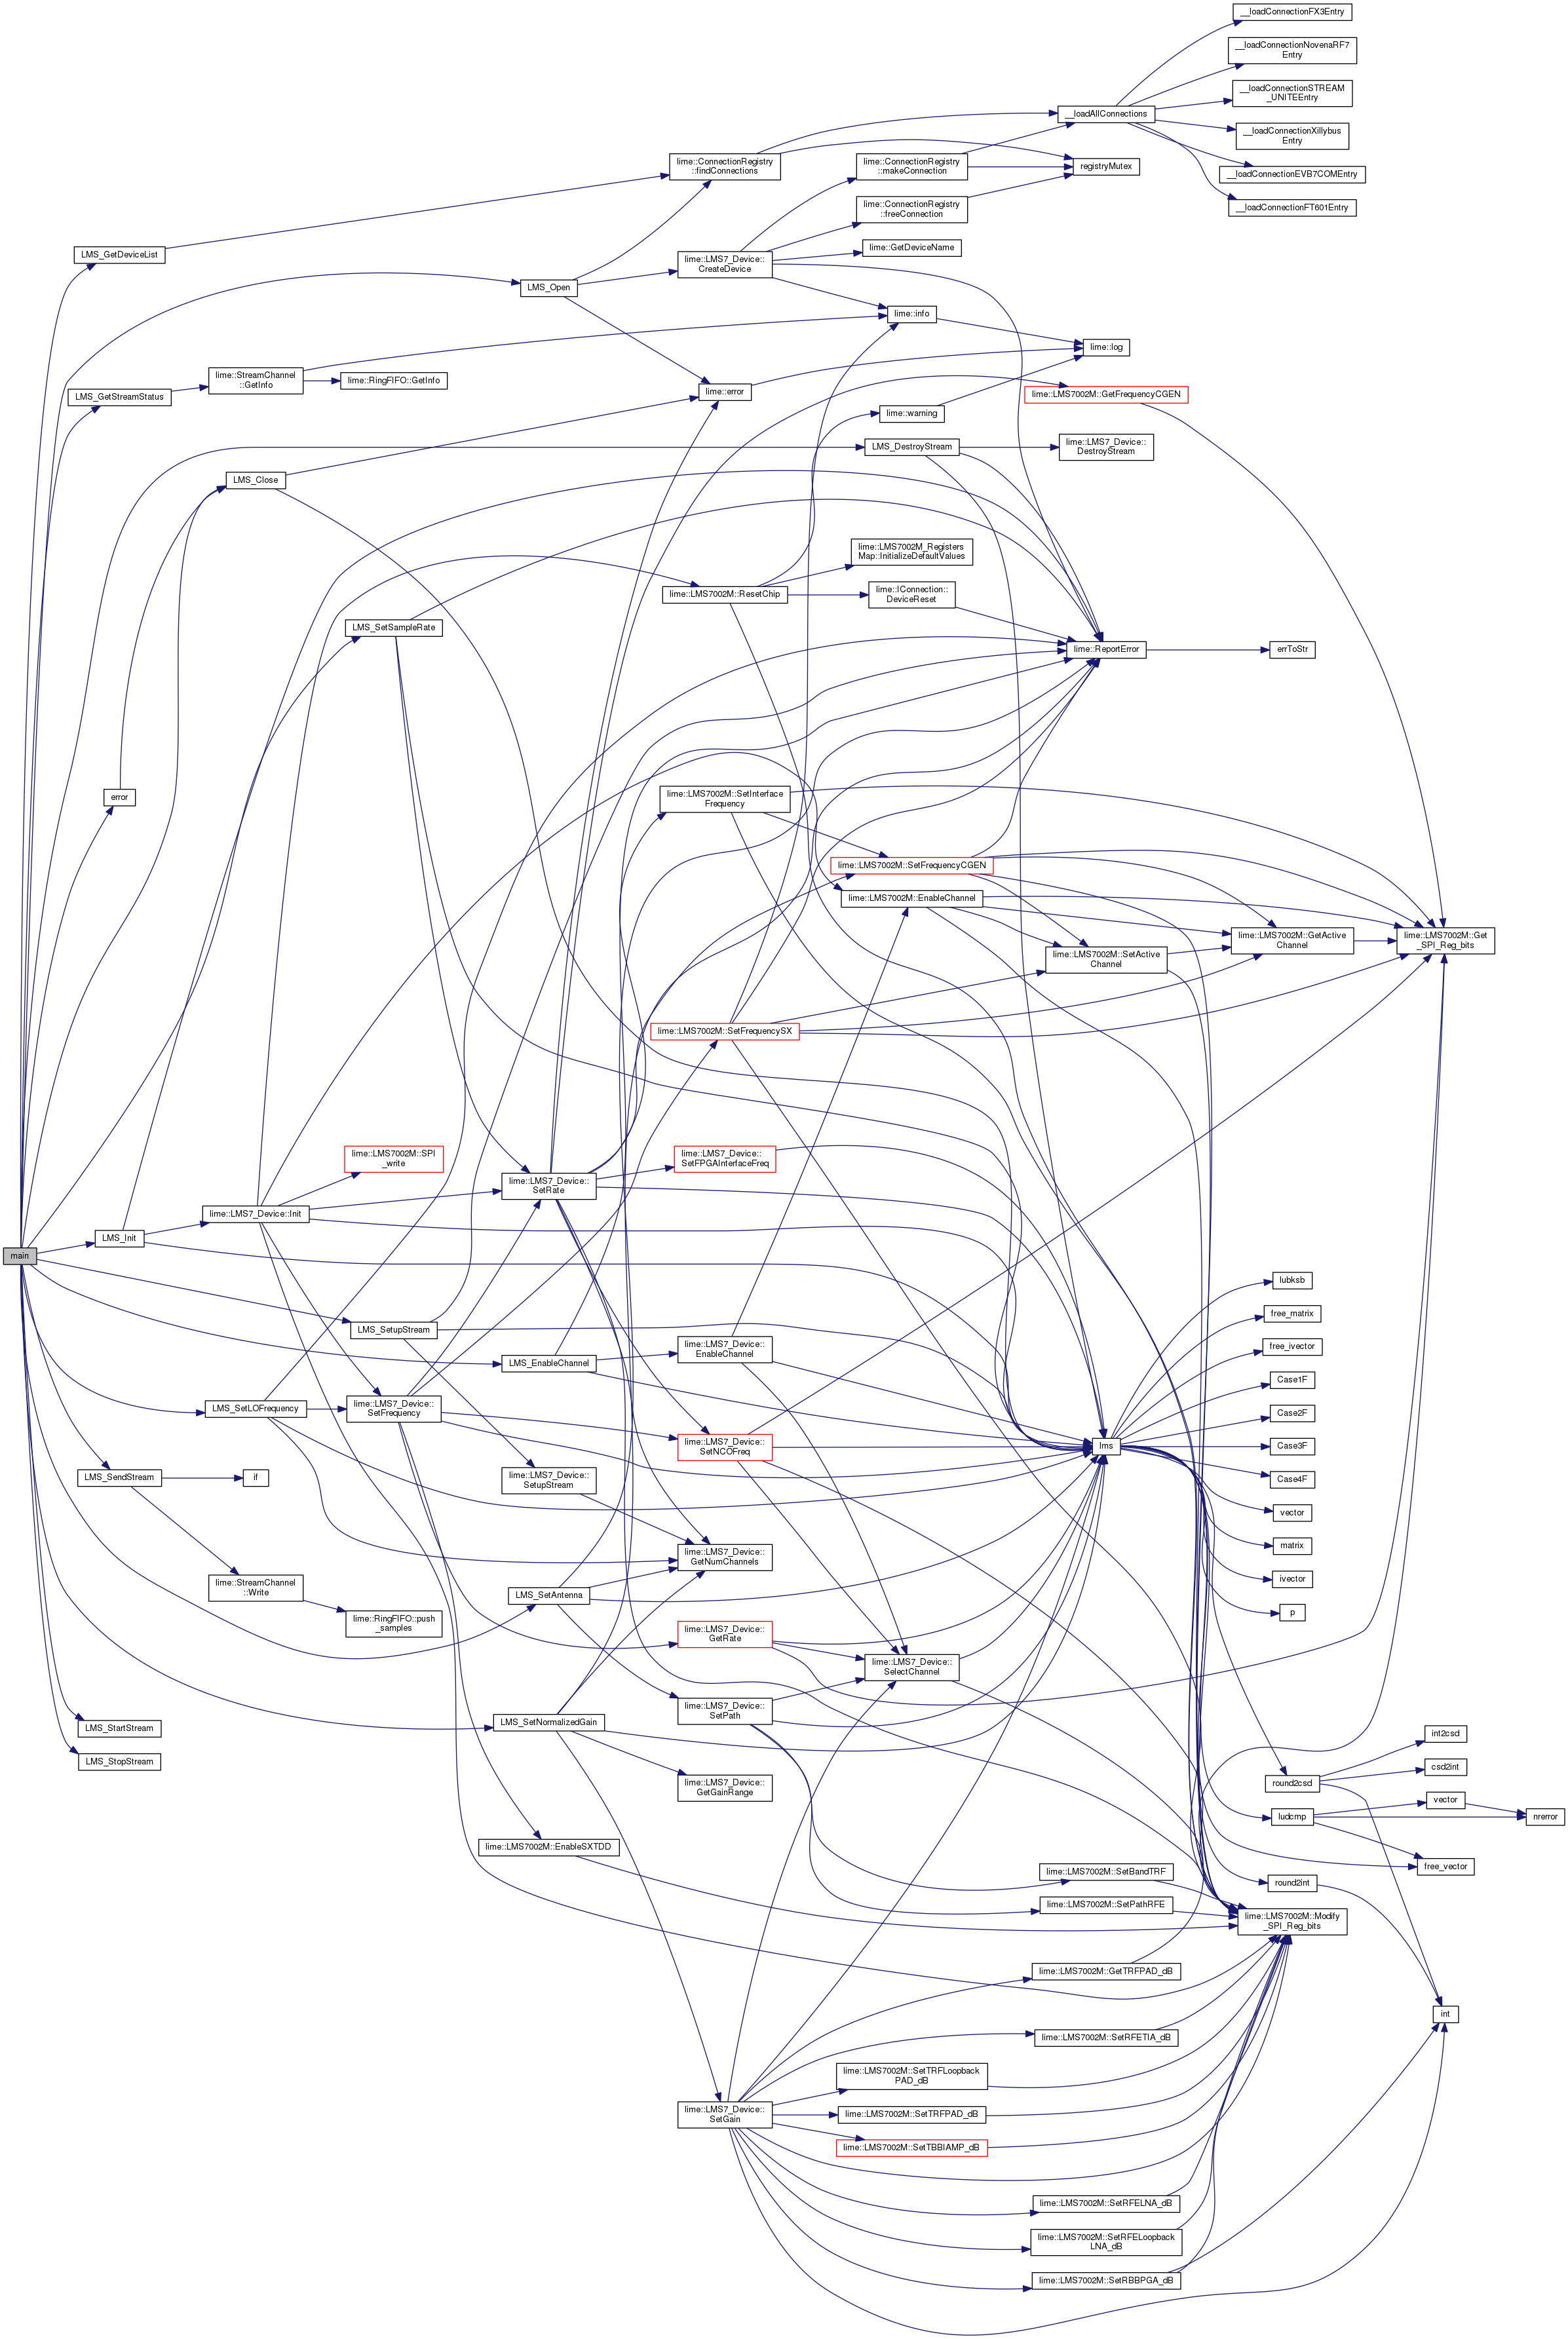 __loadConnectionFX3Entry
__loadConnectionNovenaRF7
Entry
__loadConnectionSTREAM
_UNITEEntry
__loadAllConnections
__loadConnectionXillybus
Entry
lime::ConnectionRegistry
::findConnections
lime::ConnectionRegistry
::makeConnection
registryMutex
__loadConnectionEVB7COMEntry
__loadConnectionFT601Entry
lime::ConnectionRegistry
::freeConnection
LMS_GetDeviceList
lime::GetDeviceName
lime::LMS7_Device::
CreateDevice
LMS_Open
lime::info
lime::log
lime::StreamChannel
::GetInfo
lime::RingFIFO::GetInfo
LMS_GetStreamStatus
lime::error
lime::LMS7002M::GetFrequencyCGEN
lime::warning
LMS_DestroyStream
lime::LMS7_Device::
DestroyStream
LMS_Close
lime::LMS7002M_Registers
Map::InitializeDefaultValues
lime::LMS7002M::ResetChip
lime::IConnection::
DeviceReset
LMS_SetSampleRate
lime::ReportError
errToStr
error
lime::LMS7002M::SetInterface
Frequency
lime::LMS7002M::SetFrequencyCGEN
lime::LMS7002M::EnableChannel
lime::LMS7002M::GetActive
Channel
lime::LMS7002M::Get
_SPI_Reg_bits
lime::LMS7002M::SetActive
Channel
lime::LMS7002M::SetFrequencySX
lime::LMS7002M::SPI
_write
lime::LMS7_Device::
SetFPGAInterfaceFreq
lime::LMS7_Device::
SetRate
lime::LMS7_Device::Init
LMS_Init
main
lubksb
free_matrix
LMS_SetupStream
lime::LMS7_Device::
EnableChannel
free_ivector
LMS_EnableChannel
Case1F
LMS_SetLOFrequency
lime::LMS7_Device::
SetFrequency
Case2F
lime::LMS7_Device::
SetNCOFreq
lms
Case3F
LMS_SendStream
if
lime::LMS7_Device::
SetupStream
Case4F
vector
matrix
lime::LMS7_Device::
GetNumChannels
ivector
lime::StreamChannel
::Write
LMS_SetAntenna
p
lime::RingFIFO::push
_samples
lime::LMS7_Device::
GetRate
lime::LMS7_Device::
SelectChannel
lime::LMS7_Device::
SetPath
LMS_StartStream
LMS_SetNormalizedGain
int2csd
LMS_StopStream
csd2int
lime::LMS7_Device::
GetGainRange
round2csd
vector
ludcmp
nrerror
lime::LMS7002M::EnableSXTDD
free_vector
lime::LMS7002M::SetBandTRF
round2int
lime::LMS7002M::SetPathRFE
lime::LMS7002M::Modify
_SPI_Reg_bits
lime::LMS7002M::GetTRFPAD_dB
int
lime::LMS7002M::SetRFETIA_dB
lime::LMS7002M::SetTRFLoopback
PAD_dB
lime::LMS7_Device::
SetGain
lime::LMS7002M::SetTRFPAD_dB
lime::LMS7002M::SetTBBIAMP_dB
lime::LMS7002M::SetRFELNA_dB
lime::LMS7002M::SetRFELoopback
LNA_dB
lime::LMS7002M::SetRBBPGA_dB